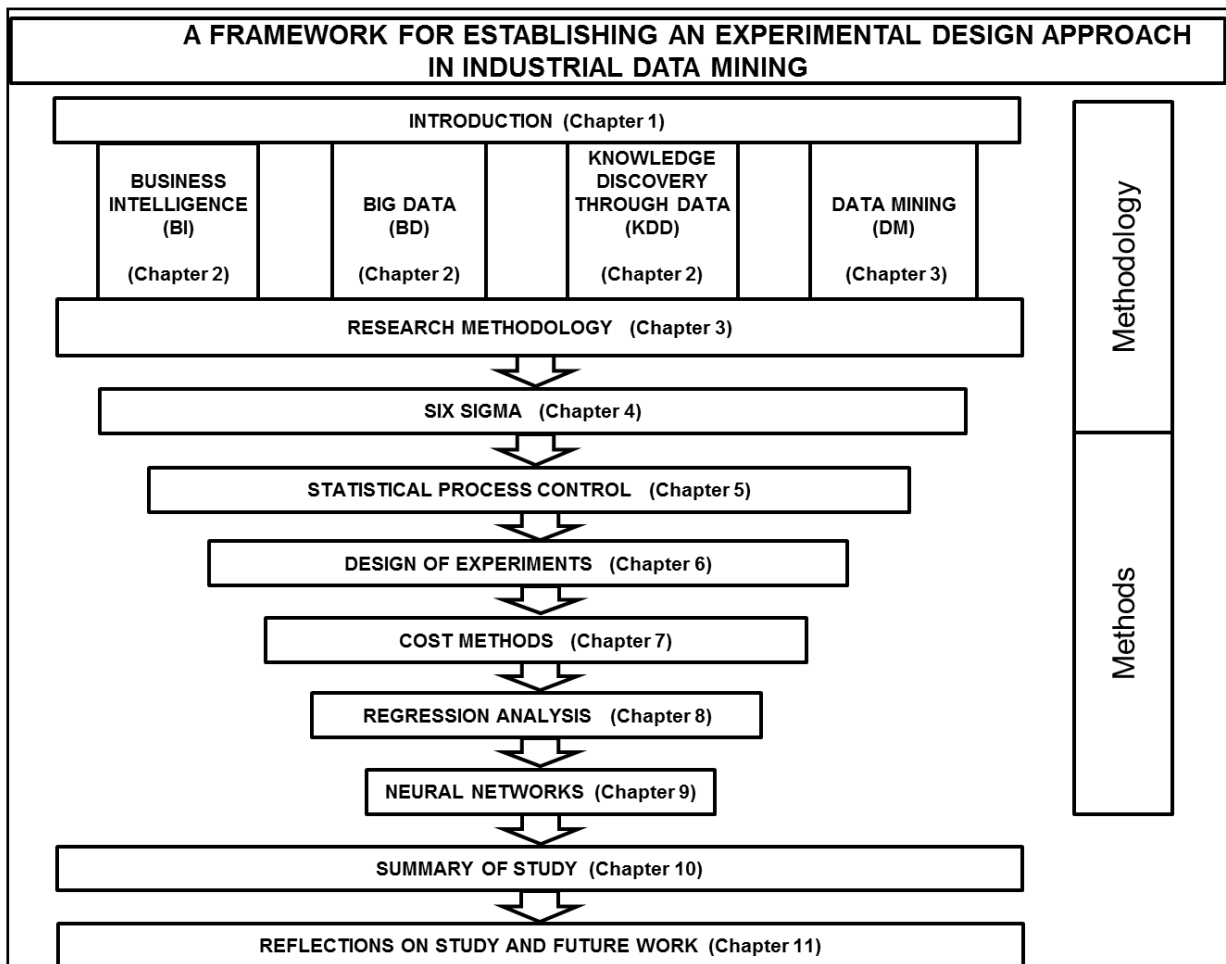 A FRAMEWORK FOR ESTABLISHING AN EXPERIMENTAL DESIGN APPROACH
IN INDUSTRIAL DATA MINING
INTRODUCTION (Chapter 1)
BUSINESS
INTELLIGENCE
(BI)
(Chapter 2)
BIG DATA
(BD)
(Chapter 2)
KNOWLEDGE
DISCOVERY
THROUGH DATA
(KDD)
(Chapter 2)
DATA MINING
(DM)
(Chapter 3)
RESEARCH METHODOLOGY (Chapter 3)
SIX SIGMA (Chapter 4)
STATISTICAL PROCESS CONTROL (Chapter 5)
DESIGN OF EXPERIMENTS (Chapter 6)
COST METHODS (Chapter 7)
REGRESSION ANALYSIS (Chapter 8)
NEURAL NETWORKS (Chapter 9)
SUMMARY OF STUDY (Chapter 10)
REFLECTIONS ON STUDY AND FUTURE WORK (Chapter 11)
Methodology
Methods